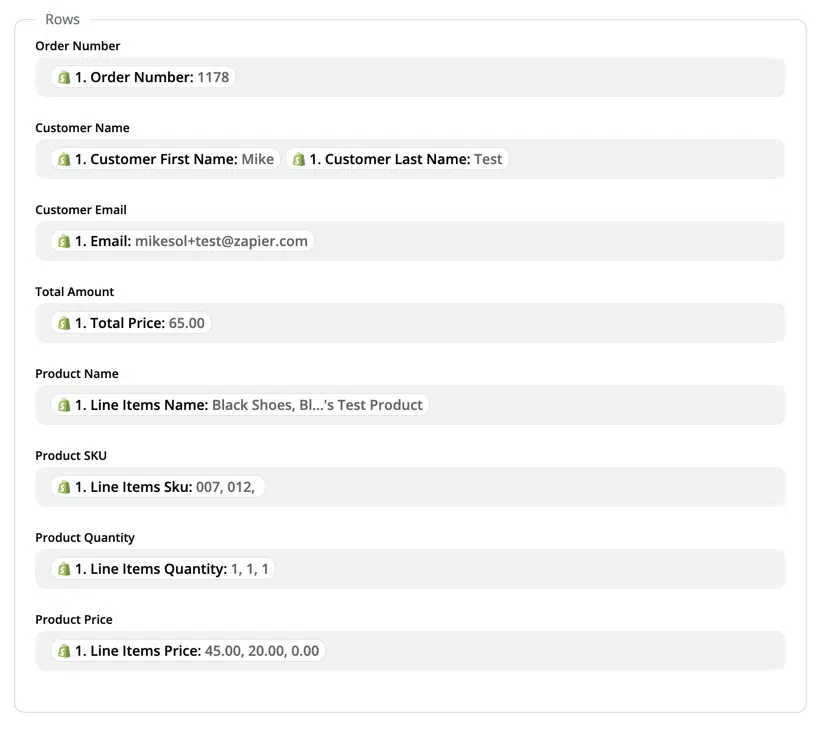 Rows
Order Number
1. Order Number: 1178
Customer Name
1. Customer First Name: Mike 1. Customer Last Name: Test
Customer Email
1. Email: mikesol+test@zapier.com
Total Amount
1. Total Price: 65.00
Product Name
1. Line Items Name: Black Shoes, Bl...'s Test Product
Product SKU
1. Line Items Sku: 007, 012,
Product Quantity
1. Line Items Quantity: 1, 1, 1
Product Price
1. Line Items Price: 45.00, 20.00, 0.00